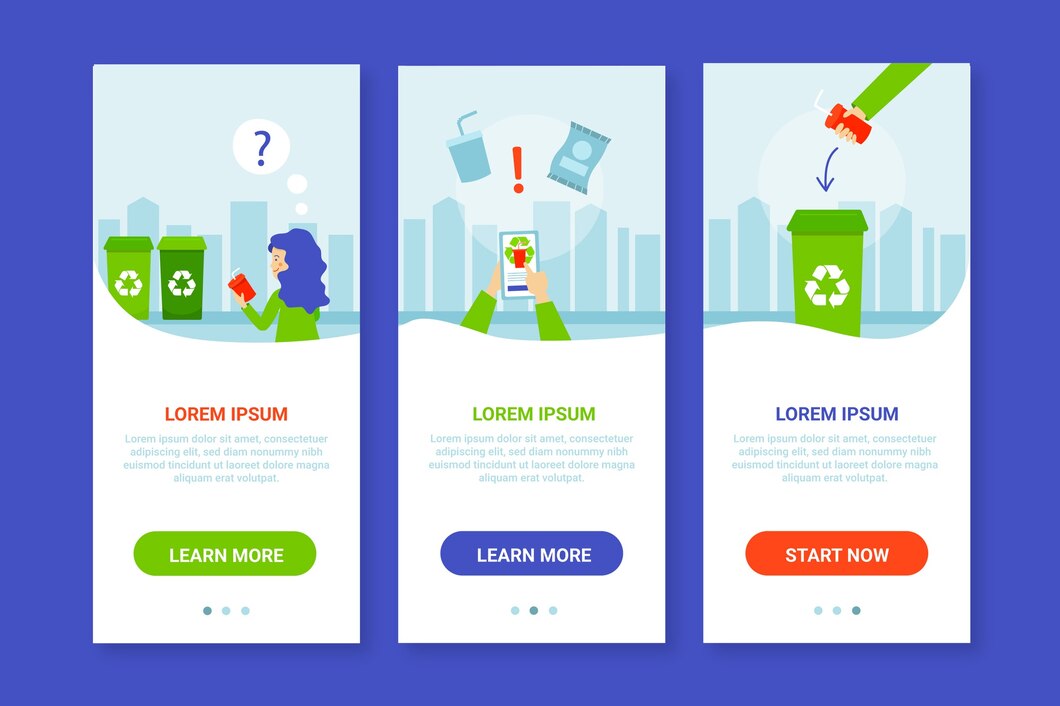 ?
!
LOREM IPSUM
Lorem ipsum dolor sit amet, consectetuer
adipiscing elit, sed diam nonummy nibh
euismod tincidunt ut laoreet dolore magna
aliquam erat volutpat.
LEARN MORE
LOREM IPSUM
Lorem ipsum dolor sit amet, consectetuer
adipiscing elit, sed diam nonummy nibh
euismod tincidunt ut laoreet dolore magna
aliquam erat volutpat.
LEARN MORE
LOREM IPSUM
Lorem ipsum dolor sit amet, consectetuer
adipiscing elit, sed diam nonummy nibh
euismod tincidunt ut laoreet dolore magna
aliquam erat volutpat.
START NOW